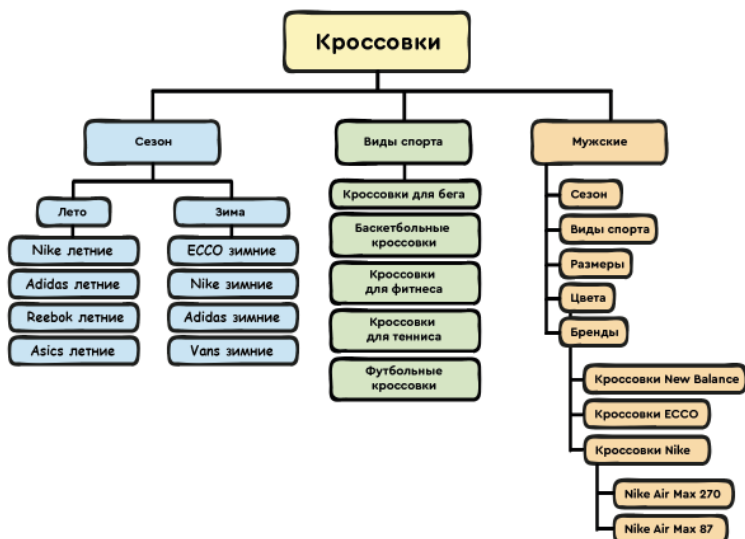 Кроссовки
Сезон
Лето
Nike летние
Adidas летние
Reebok летние
Asics летние
Зима
ECCO зимние
Nike зимние
Adidas зимние
Vans зимние
Виды спорта
Кроссовки для бега
Баскетбольные
кроссовки
Кроссовки
для фитнеса
Кроссовки
для тенниса
Футбольные
кроссовки
Мужские
Сезон
Виды спорта
Размеры
Цвета
Бренды
Кроссовки New Balance
Кроссовки ECCO
Кроссовки Nike
Nike Air Max 270
Nike Air Max 87